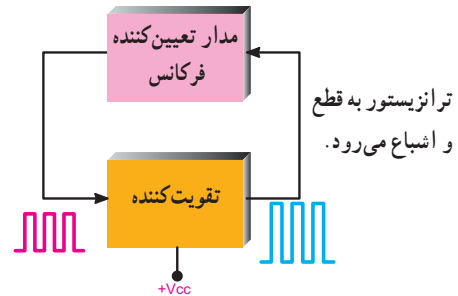 مدار تعیین‌کننده
فرکانس
ترانزیستور به قطع
و اشباع می‌رود.
تقویت‌کننده
+Vcc